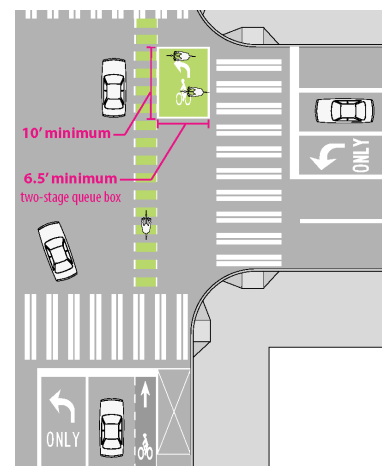 10' minimum
6.5' minimum
two-stage queue box
ONLY
ONLY